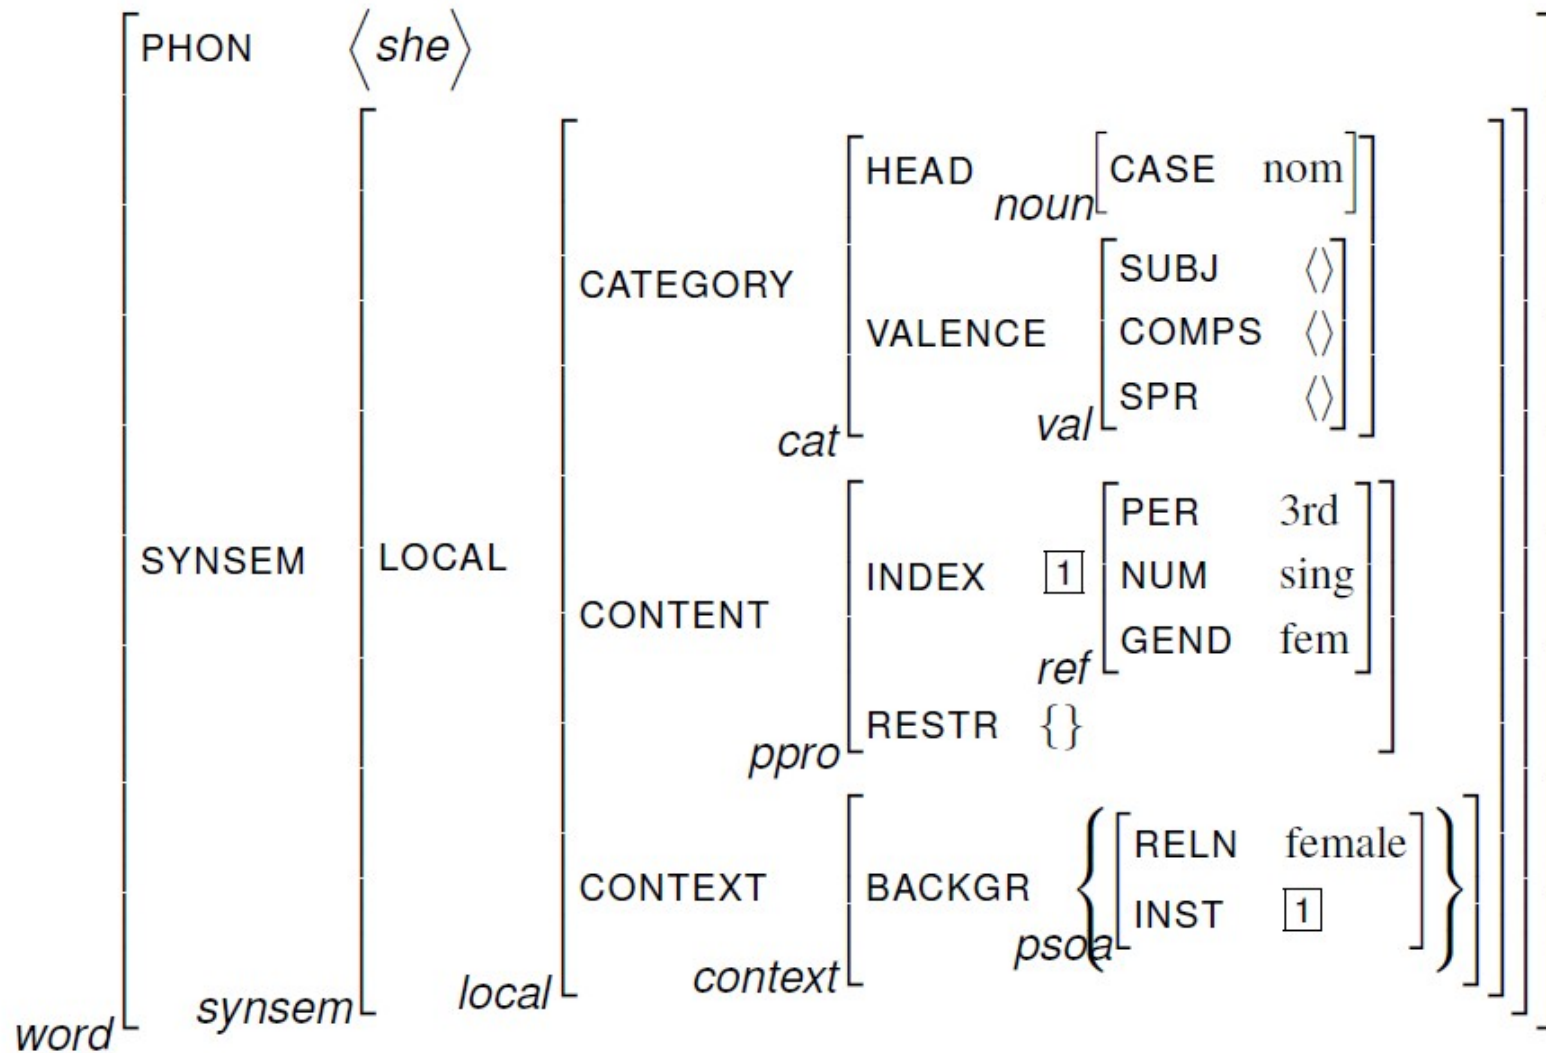 PHON ⟨she⟩
HEAD noun[CASE nom]
SUBJ ⟨⟩
CATEGORY
VALENCE COMPS ⟨⟩
SPR ⟨⟩
cat val
PER 3rd
SYNSEM LOCAL
INDEX 1 NUM sing
CONTENT
GEND fem
ref
RESTR {}
ppro
RELN female
CONTEXT BACKGR
INST 1
psoa
context
word synsem local